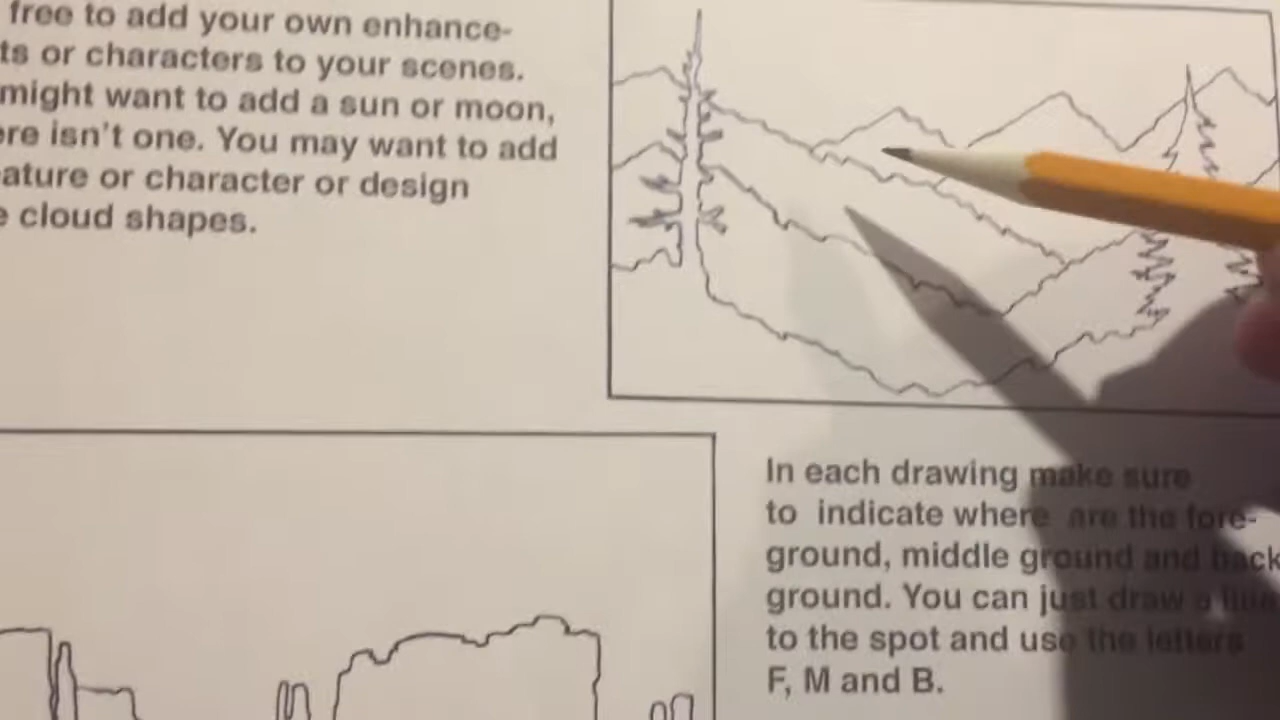 free to add your own enhance-
ts or characters to your scenes.
might want to add a sun or moon,
ere isn't one. You may want to add
ature or character or design
e cloud shapes.
In each drawing make sure
to indicate where are the fore-
ground, middle ground and back
ground. You can just draw a line
to the spot and use the letters
F, M and B.